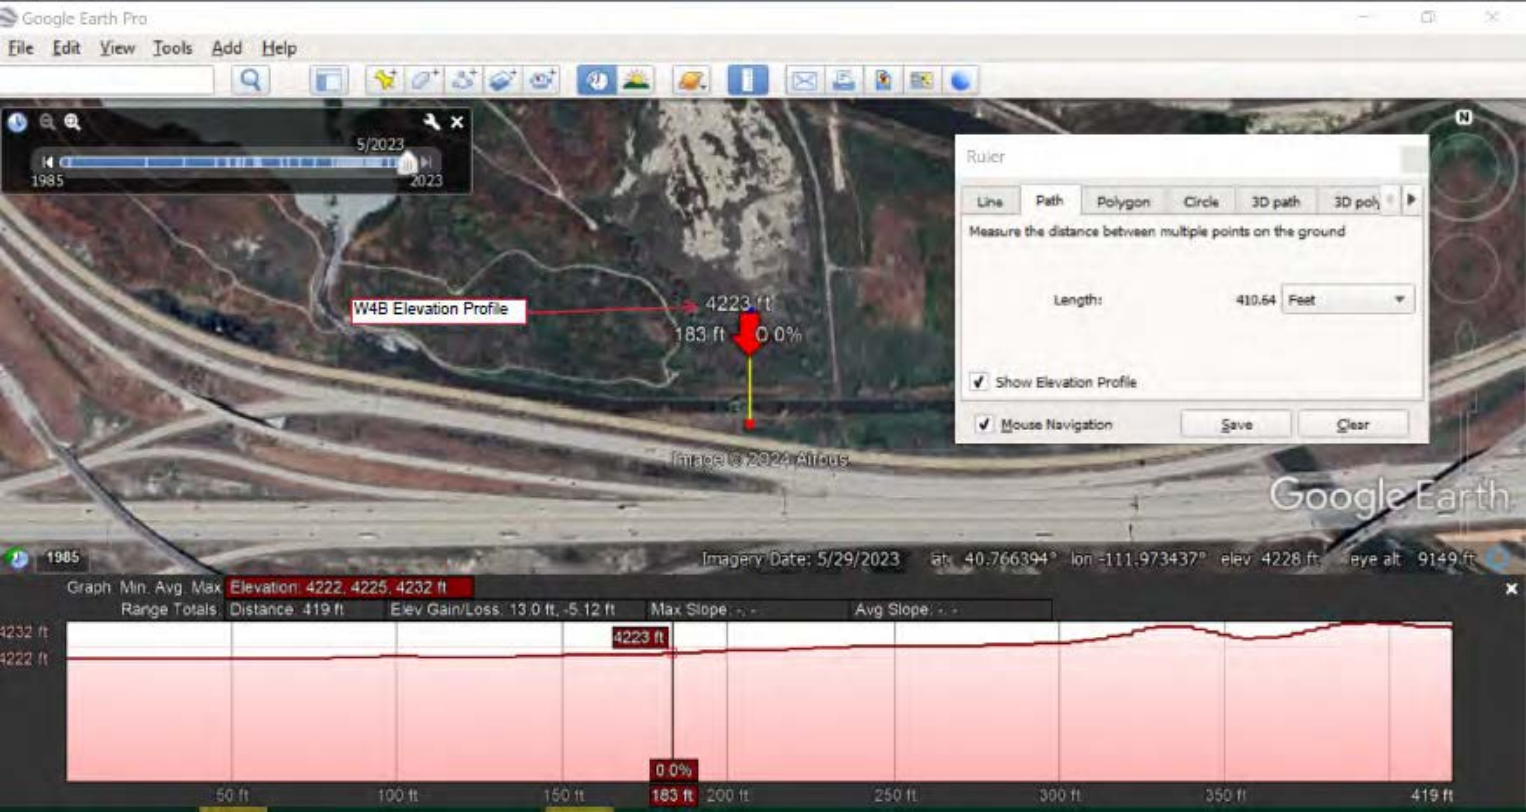 Google Earth Pro
File Edit View Tools Add Help
5/2023
1985 2023
N
Ruler
Line Path Polygon Circle 3D path 3D poly
Measure the distance between multiple points on the ground
Length: 410.64 Feet
Show Elevation Profile
Mouse Navigation Save Clear
W4B Elevation Profile
4223 ft
183 ft 0.0%
Image © 2024 Airbus
Google Earth
1985
Imagery Date: 5/29/2023 lat 40.766394° lon -111.973437° elev 4228 ft eye alt 9149 ft
Graph: Min, Avg, Max Elevation: 4222, 4225, 4232 ft
Range Totals: Distance: 419 ft Elev Gain/Loss: 13.0 ft, -5.12 ft Max Slope: -, - Avg Slope: -, -
4232 ft
4222 ft
4223 ft
0.0%
50 ft 100 ft 150 ft 183 ft 200 ft 250 ft 300 ft 350 ft 419 ft